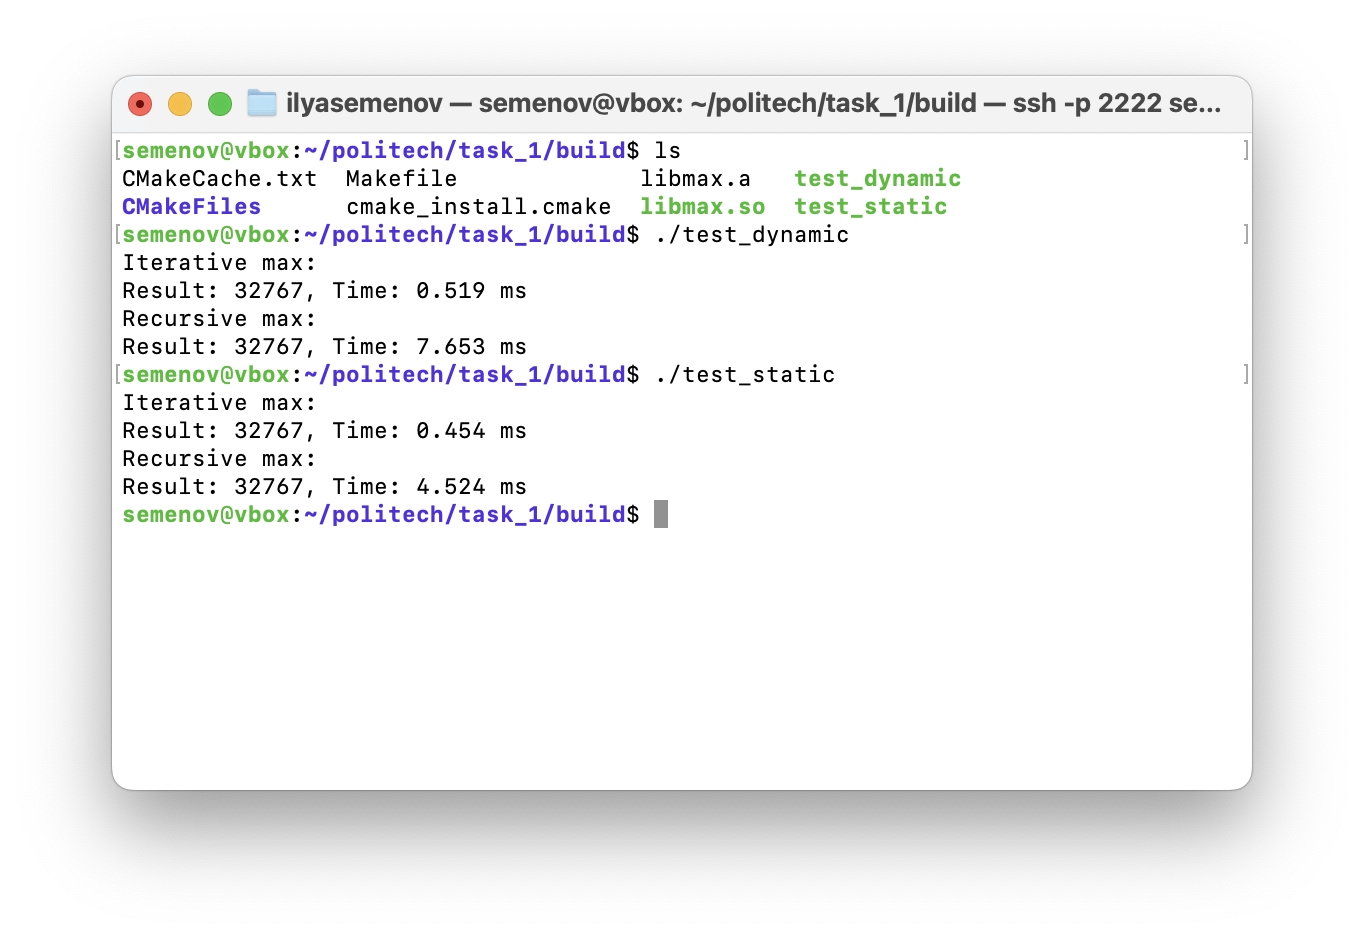 ilyasemenov — semenov@vbox: ~/politech/task_1/build — ssh -p 2222 se...
[semenov@vbox:~/politech/task_1/build$ ls ]
CMakeCache.txt Makefile libmax.a test_dynamic
CMakeFiles cmake_install.cmake libmax.so test_static
[semenov@vbox:~/politech/task_1/build$ ./test_dynamic ]
Iterative max:
Result: 32767, Time: 0.519 ms
Recursive max:
Result: 32767, Time: 7.653 ms
[semenov@vbox:~/politech/task_1/build$ ./test_static ]
Iterative max:
Result: 32767, Time: 0.454 ms
Recursive max:
Result: 32767, Time: 4.524 ms
semenov@vbox:~/politech/task_1/build$